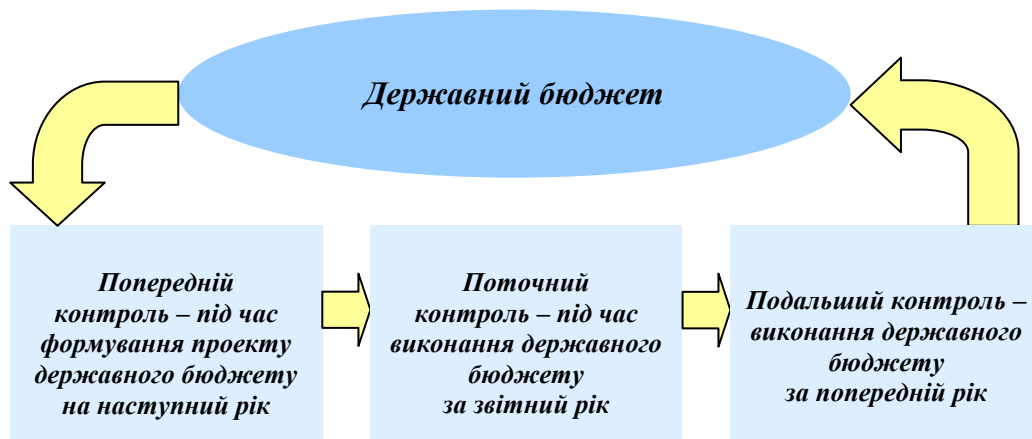 Державний бюджет
Попередній
контроль – під час
формування проекту
державного бюджету
на наступний рік
Поточний
контроль – під час
виконання державного
бюджету
за звітний рік
Подальший контроль –
виконання державного
бюджету
за попередній рік